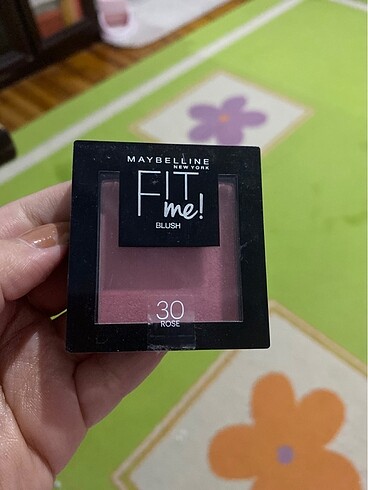 MAYBELLINE
NEW YORK
FIT
me!
BLUSH
30
ROSE